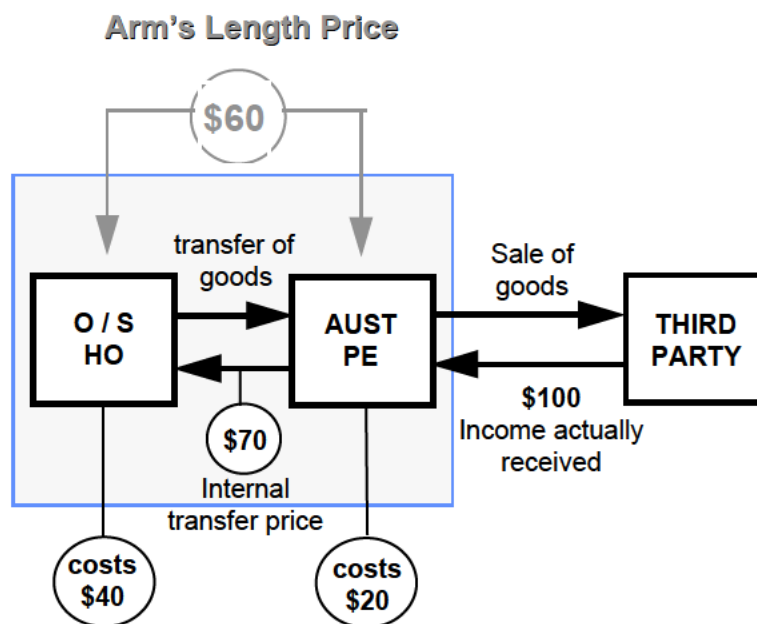 Arm's Length Price
$60
transfer of
goods
Sale of
goods
O / S
HO
AUST
PE
THIRD
PARTY
$70
Internal
transfer price
$100
Income actually
received
costs
$40
costs
$20